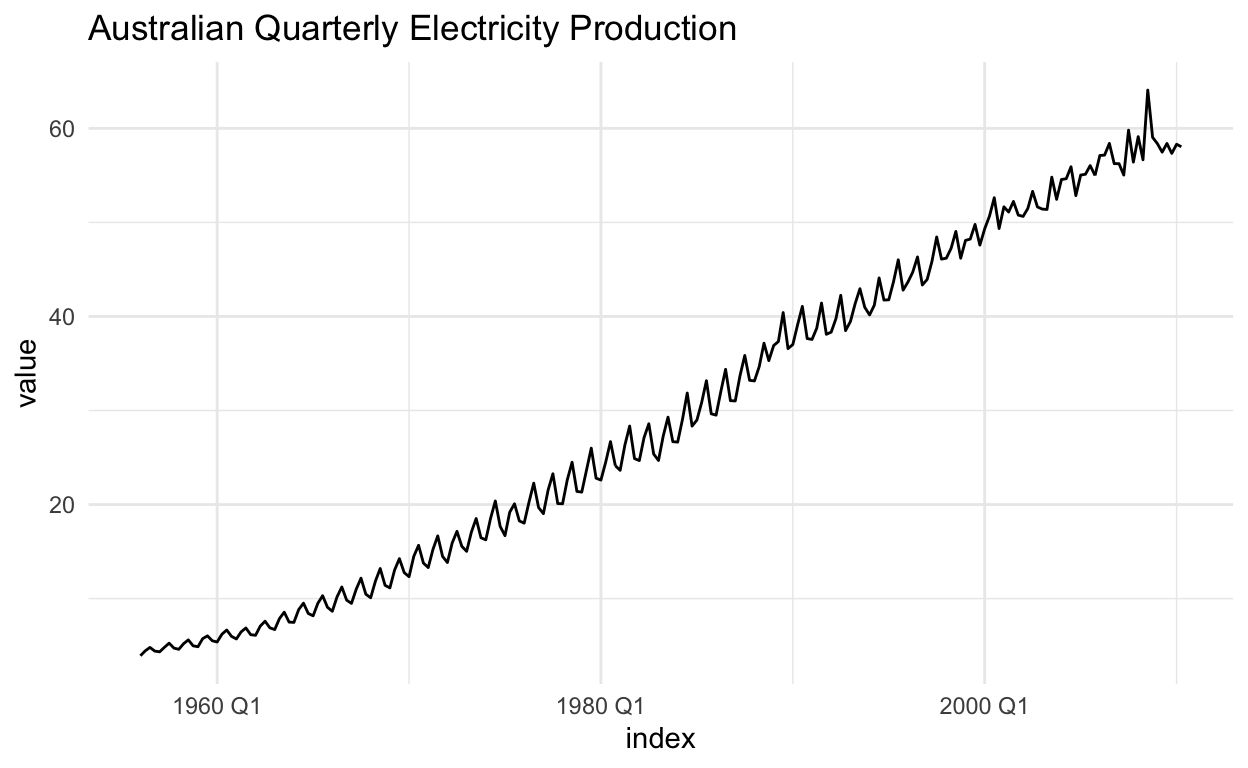 Australian Quarterly Electricity Production
60
40
20
value
1960 Q1
1980 Q1
2000 Q1
index